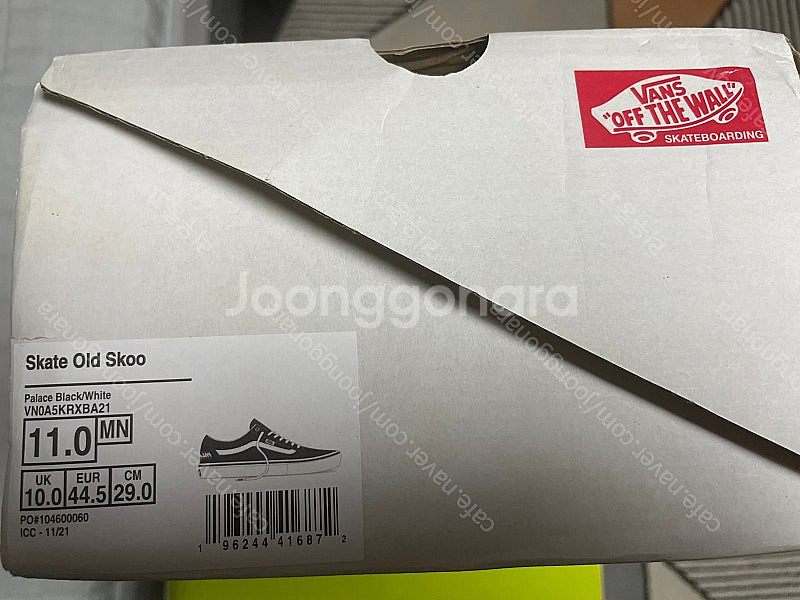 VANS
"OFF THE WALL"
SKATEBOARDING
Joonggonara
Skate Old Skoo
Palace Black/White
VN0A5KRXBA21
11.0 MN
UK EUR CM
10.0 44.5 29.0
PO#104600060
ICC - 11/21
1 96244 41687 2
cafe.naver.com/joonggonara